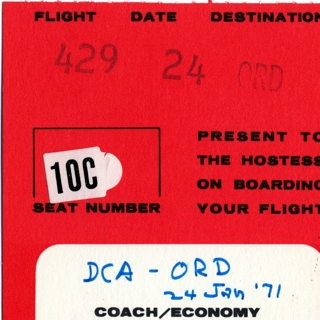 FLIGHT DATE DESTINATION
429 24 ORD
PRESENT TO
THE HOSTESS
10C
ON BOARDING
SEAT NUMBER YOUR FLIGHT
DCA - ORD
24 JAN '71
COACH/ECONOMY